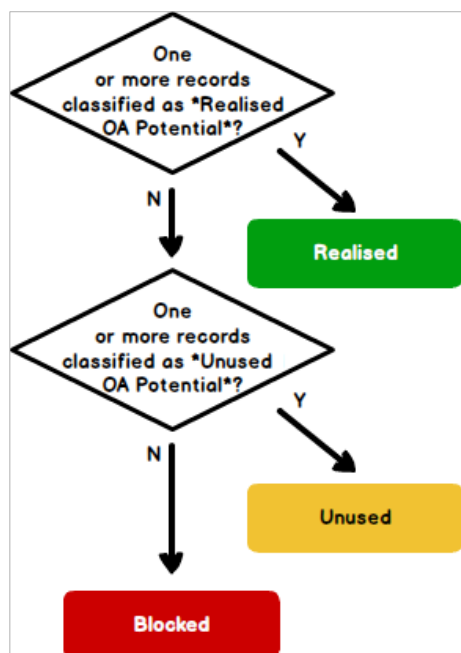 One
or more records
classified as *Realised
OA Potential*?
Y
N
Realised
One
or more records
classified as *Unused
OA Potential*?
Y
N
Unused
Blocked